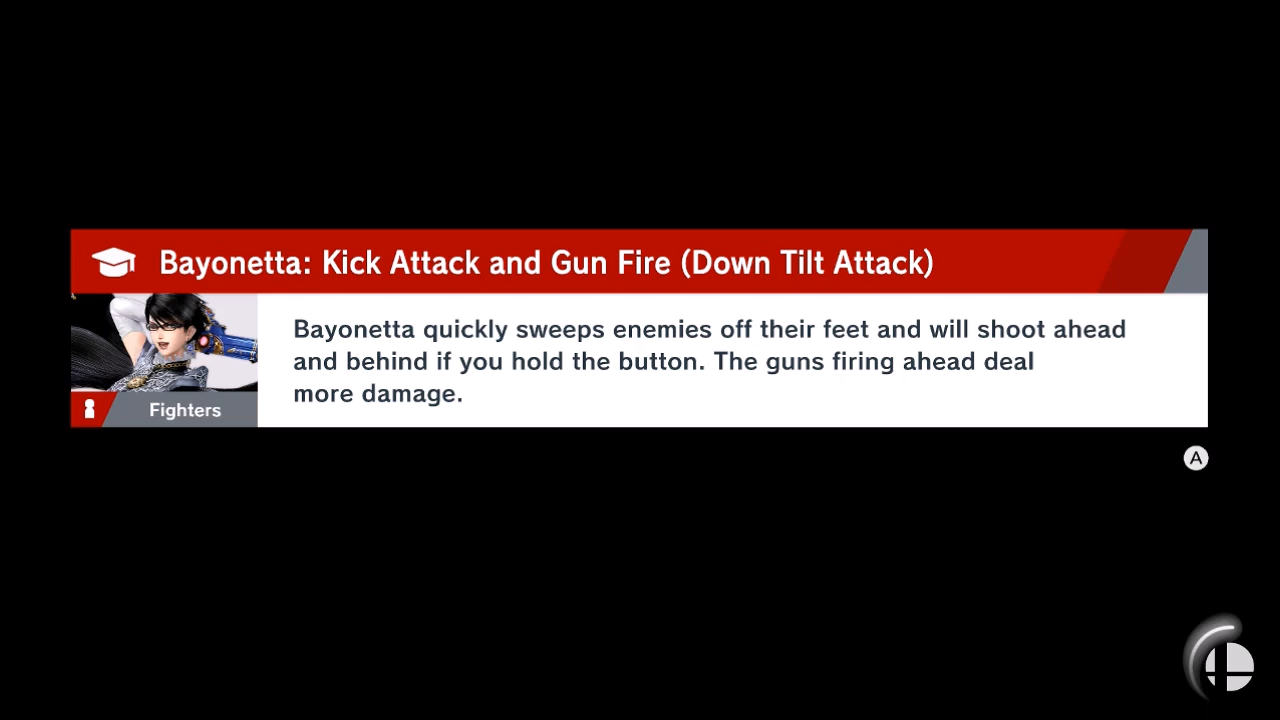 Bayonetta: Kick Attack and Gun Fire (Down Tilt Attack)
Bayonetta quickly sweeps enemies off their feet and will shoot ahead
and behind if you hold the button. The guns firing ahead deal
more damage.
Fighters
A